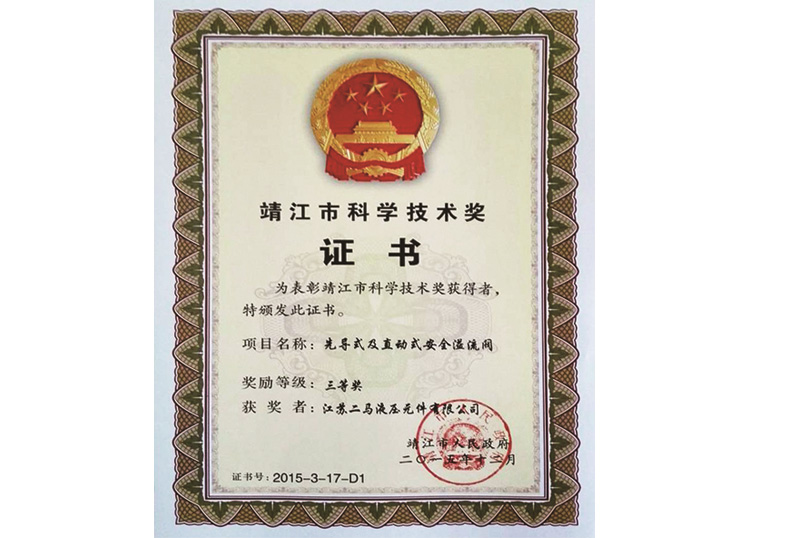 靖江市科学技术奖
证书
为表彰靖江市科学技术奖获得者，
特颁发此证书。
项目名称：先导式及直动式安全溢流阀
奖励等级：三等奖
获奖者：江苏二马液压元件有限公司
靖江市人民政府
二〇一五年十二月
证书号：2015-3-17-D1